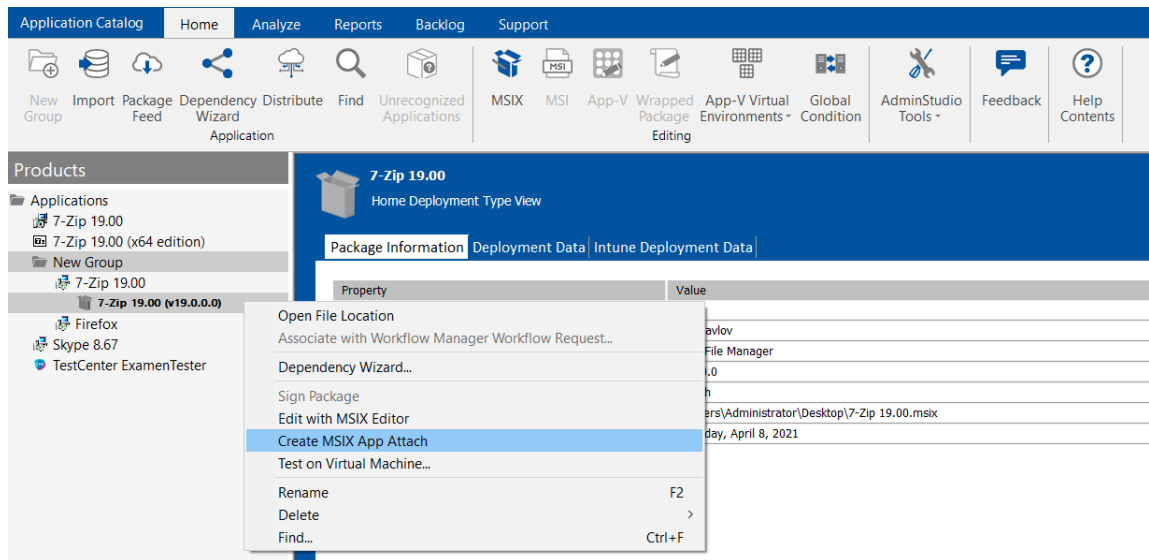 Application Catalog Home Analyze Reports Backlog Support
New Group Import Package Feed Dependency Wizard Distribute Find Unrecognized Applications MSIX MSI App-V Wrapped Package App-V Virtual Environments Global Condition AdminStudio Tools Feedback Help Contents
Application Editing
Products
Applications
7-Zip 19.00
7-Zip 19.00 (x64 edition)
New Group
7-Zip 19.00
7-Zip 19.00 (v19.0.0.0)
Firefox
Skype 8.67
TestCenter ExamenTester
7-Zip 19.00
Home Deployment Type View
Package Information Deployment Data Intune Deployment Data
Property Value
avlov
File Manager
.0
h
ers\Administrator\Desktop\7-Zip 19.00.msix
day, April 8, 2021
Open File Location
Associate with Workflow Manager Workflow Request...
Dependency Wizard...
Sign Package
Edit with MSIX Editor
Create MSIX App Attach
Test on Virtual Machine...
Rename F2
Delete
Find... Ctrl+F